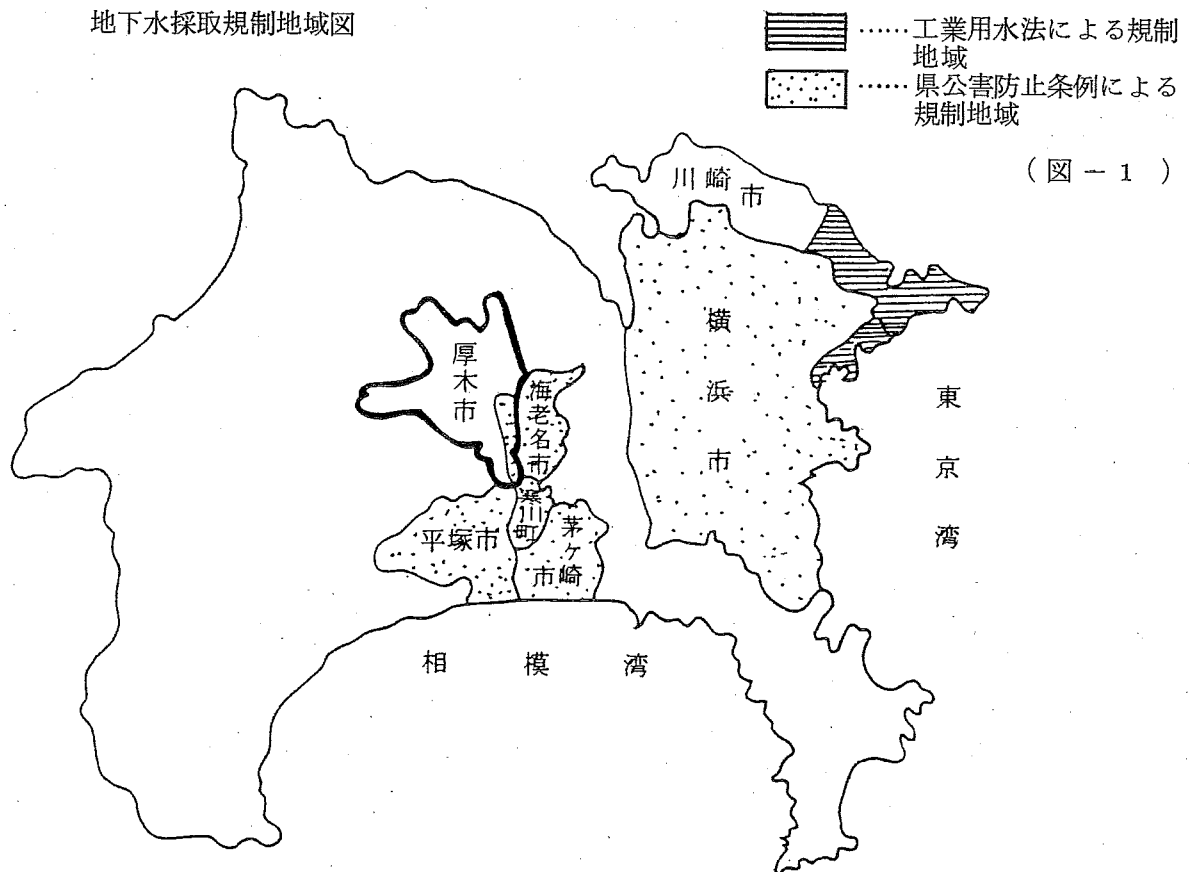 地下水採取規制地域図
……工業用水法による規制
地域
……県公害防止条例による
規制地域
(図－1)
川崎市
横浜市
厚木市
海老名市
寒川町
平塚市
茅ヶ崎市
東京湾
相模湾